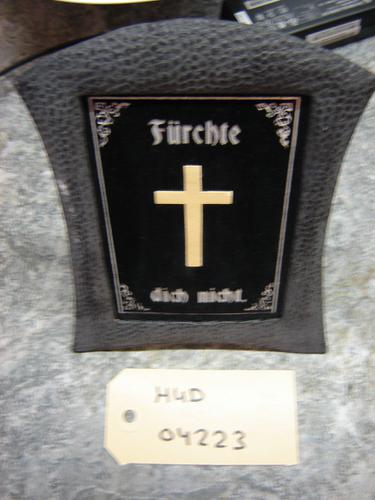 Fürchte
dich nicht.
H4D
04223